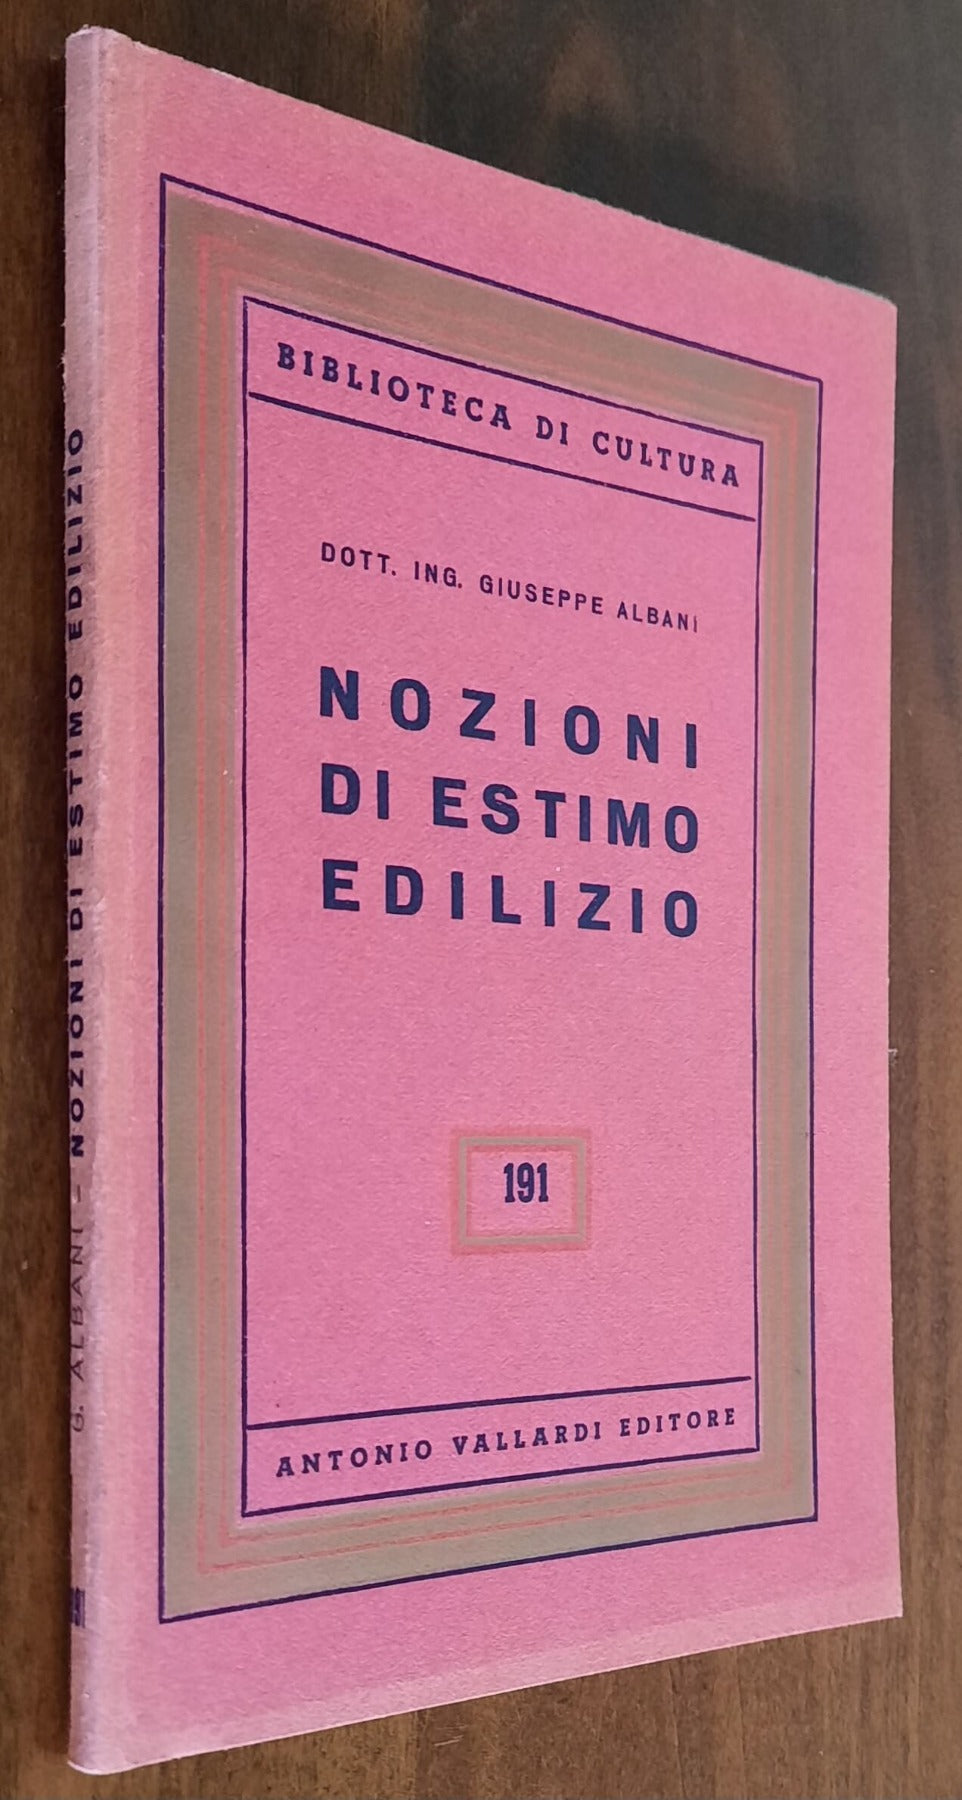 BIBLIOTECA DI CULTURA
DOTT. ING. GIUSEPPE ALBANI
NOZIONI
DI ESTIMO
EDILIZIO
191
ANTONIO VALLARDI EDITORE
G. ALBANI - NOZIONI DI ESTIMO EDILIZIO
191